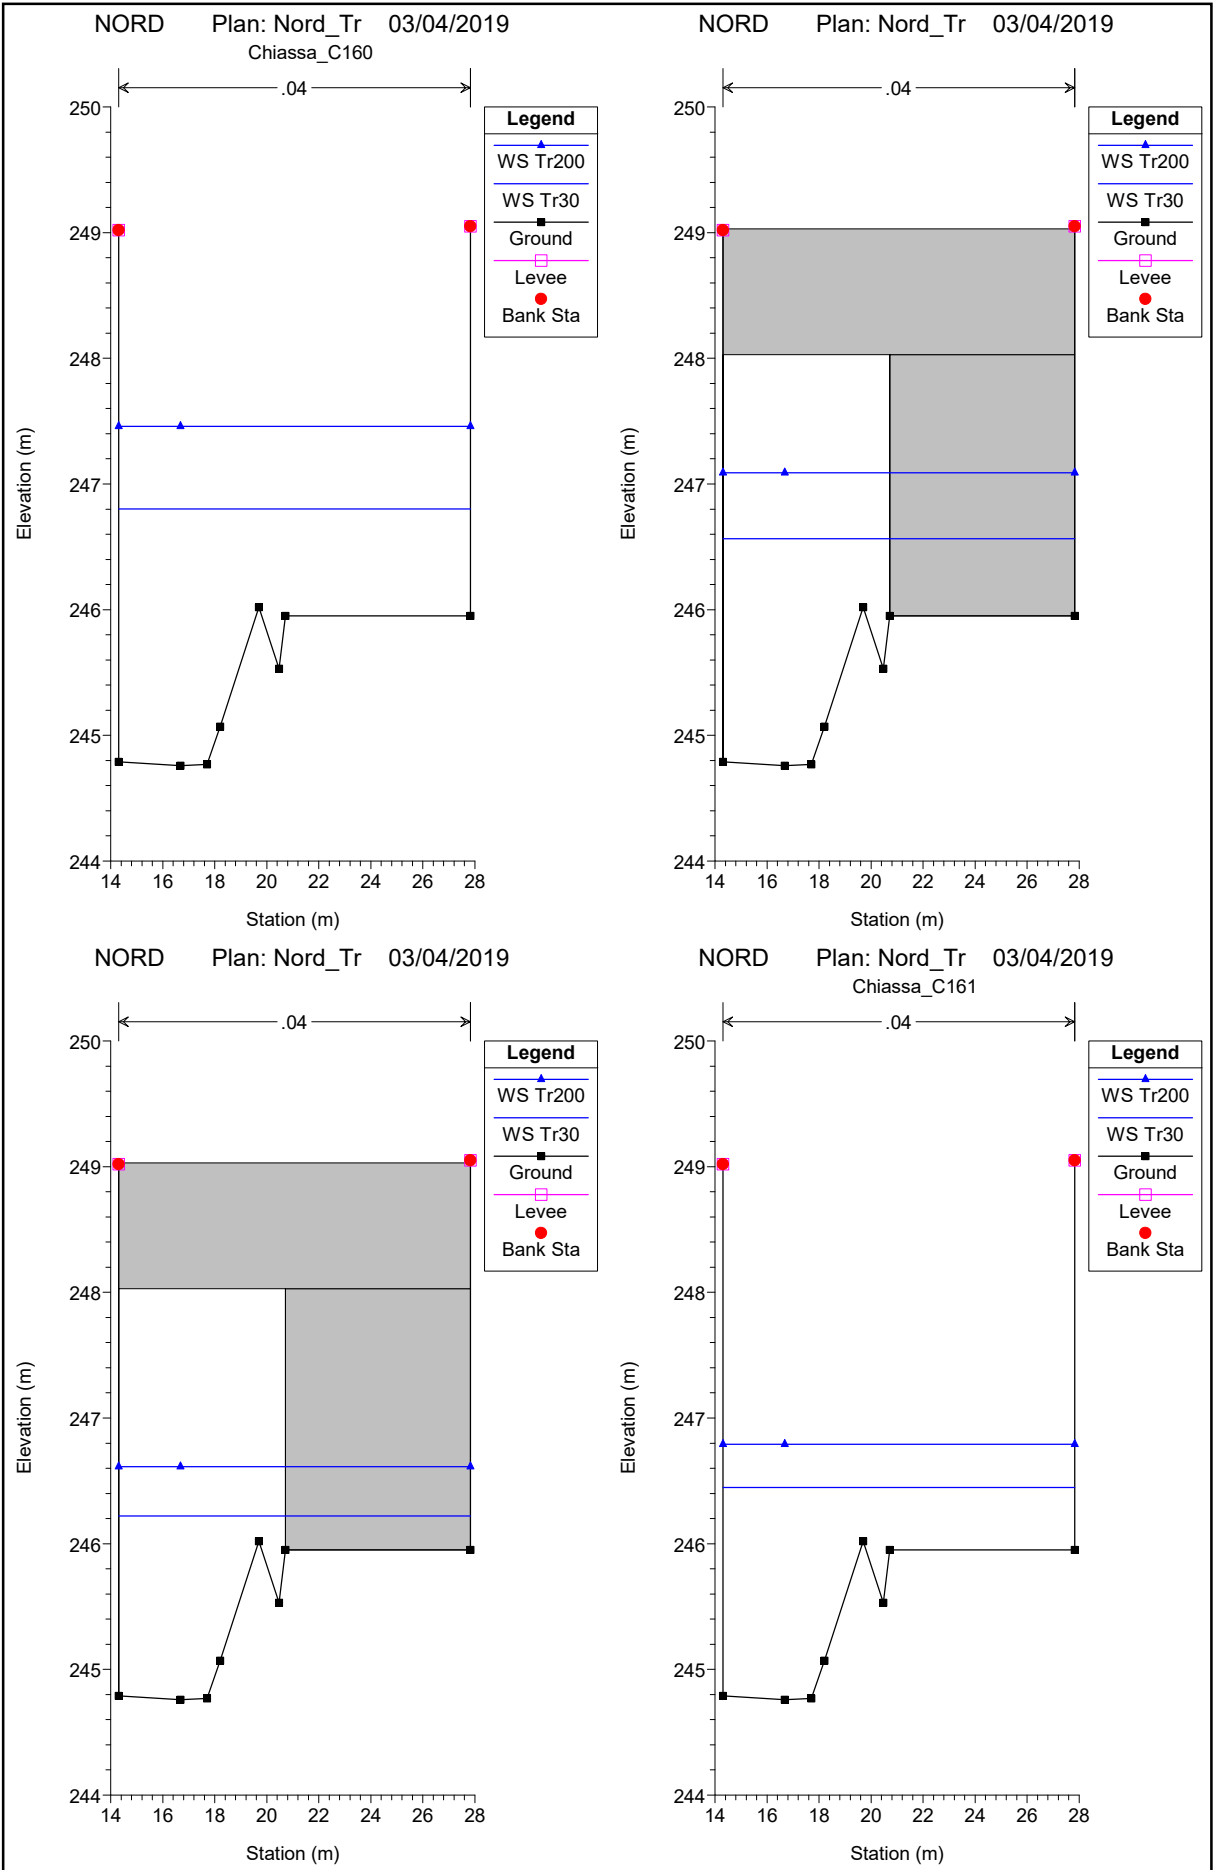 NORD Plan: Nord_Tr 03/04/2019
Chiassa_C160
.04
250
249
248
247
246
245
244
14 16 18 20 22 24 26 28
Station (m)
Elevation (m)
Legend
WS Tr200
WS Tr30
Ground
Levee
Bank Sta
NORD Plan: Nord_Tr 03/04/2019
.04
250
249
248
247
246
245
244
14 16 18 20 22 24 26 28
Station (m)
Elevation (m)
Legend
WS Tr200
WS Tr30
Ground
Levee
Bank Sta
NORD Plan: Nord_Tr 03/04/2019
.04
250
249
248
247
246
245
244
14 16 18 20 22 24 26 28
Station (m)
Elevation (m)
Legend
WS Tr200
WS Tr30
Ground
Levee
Bank Sta
NORD Plan: Nord_Tr 03/04/2019
Chiassa_C161
.04
250
249
248
247
246
245
244
14 16 18 20 22 24 26 28
Station (m)
Elevation (m)
Legend
WS Tr200
WS Tr30
Ground
Levee
Bank Sta